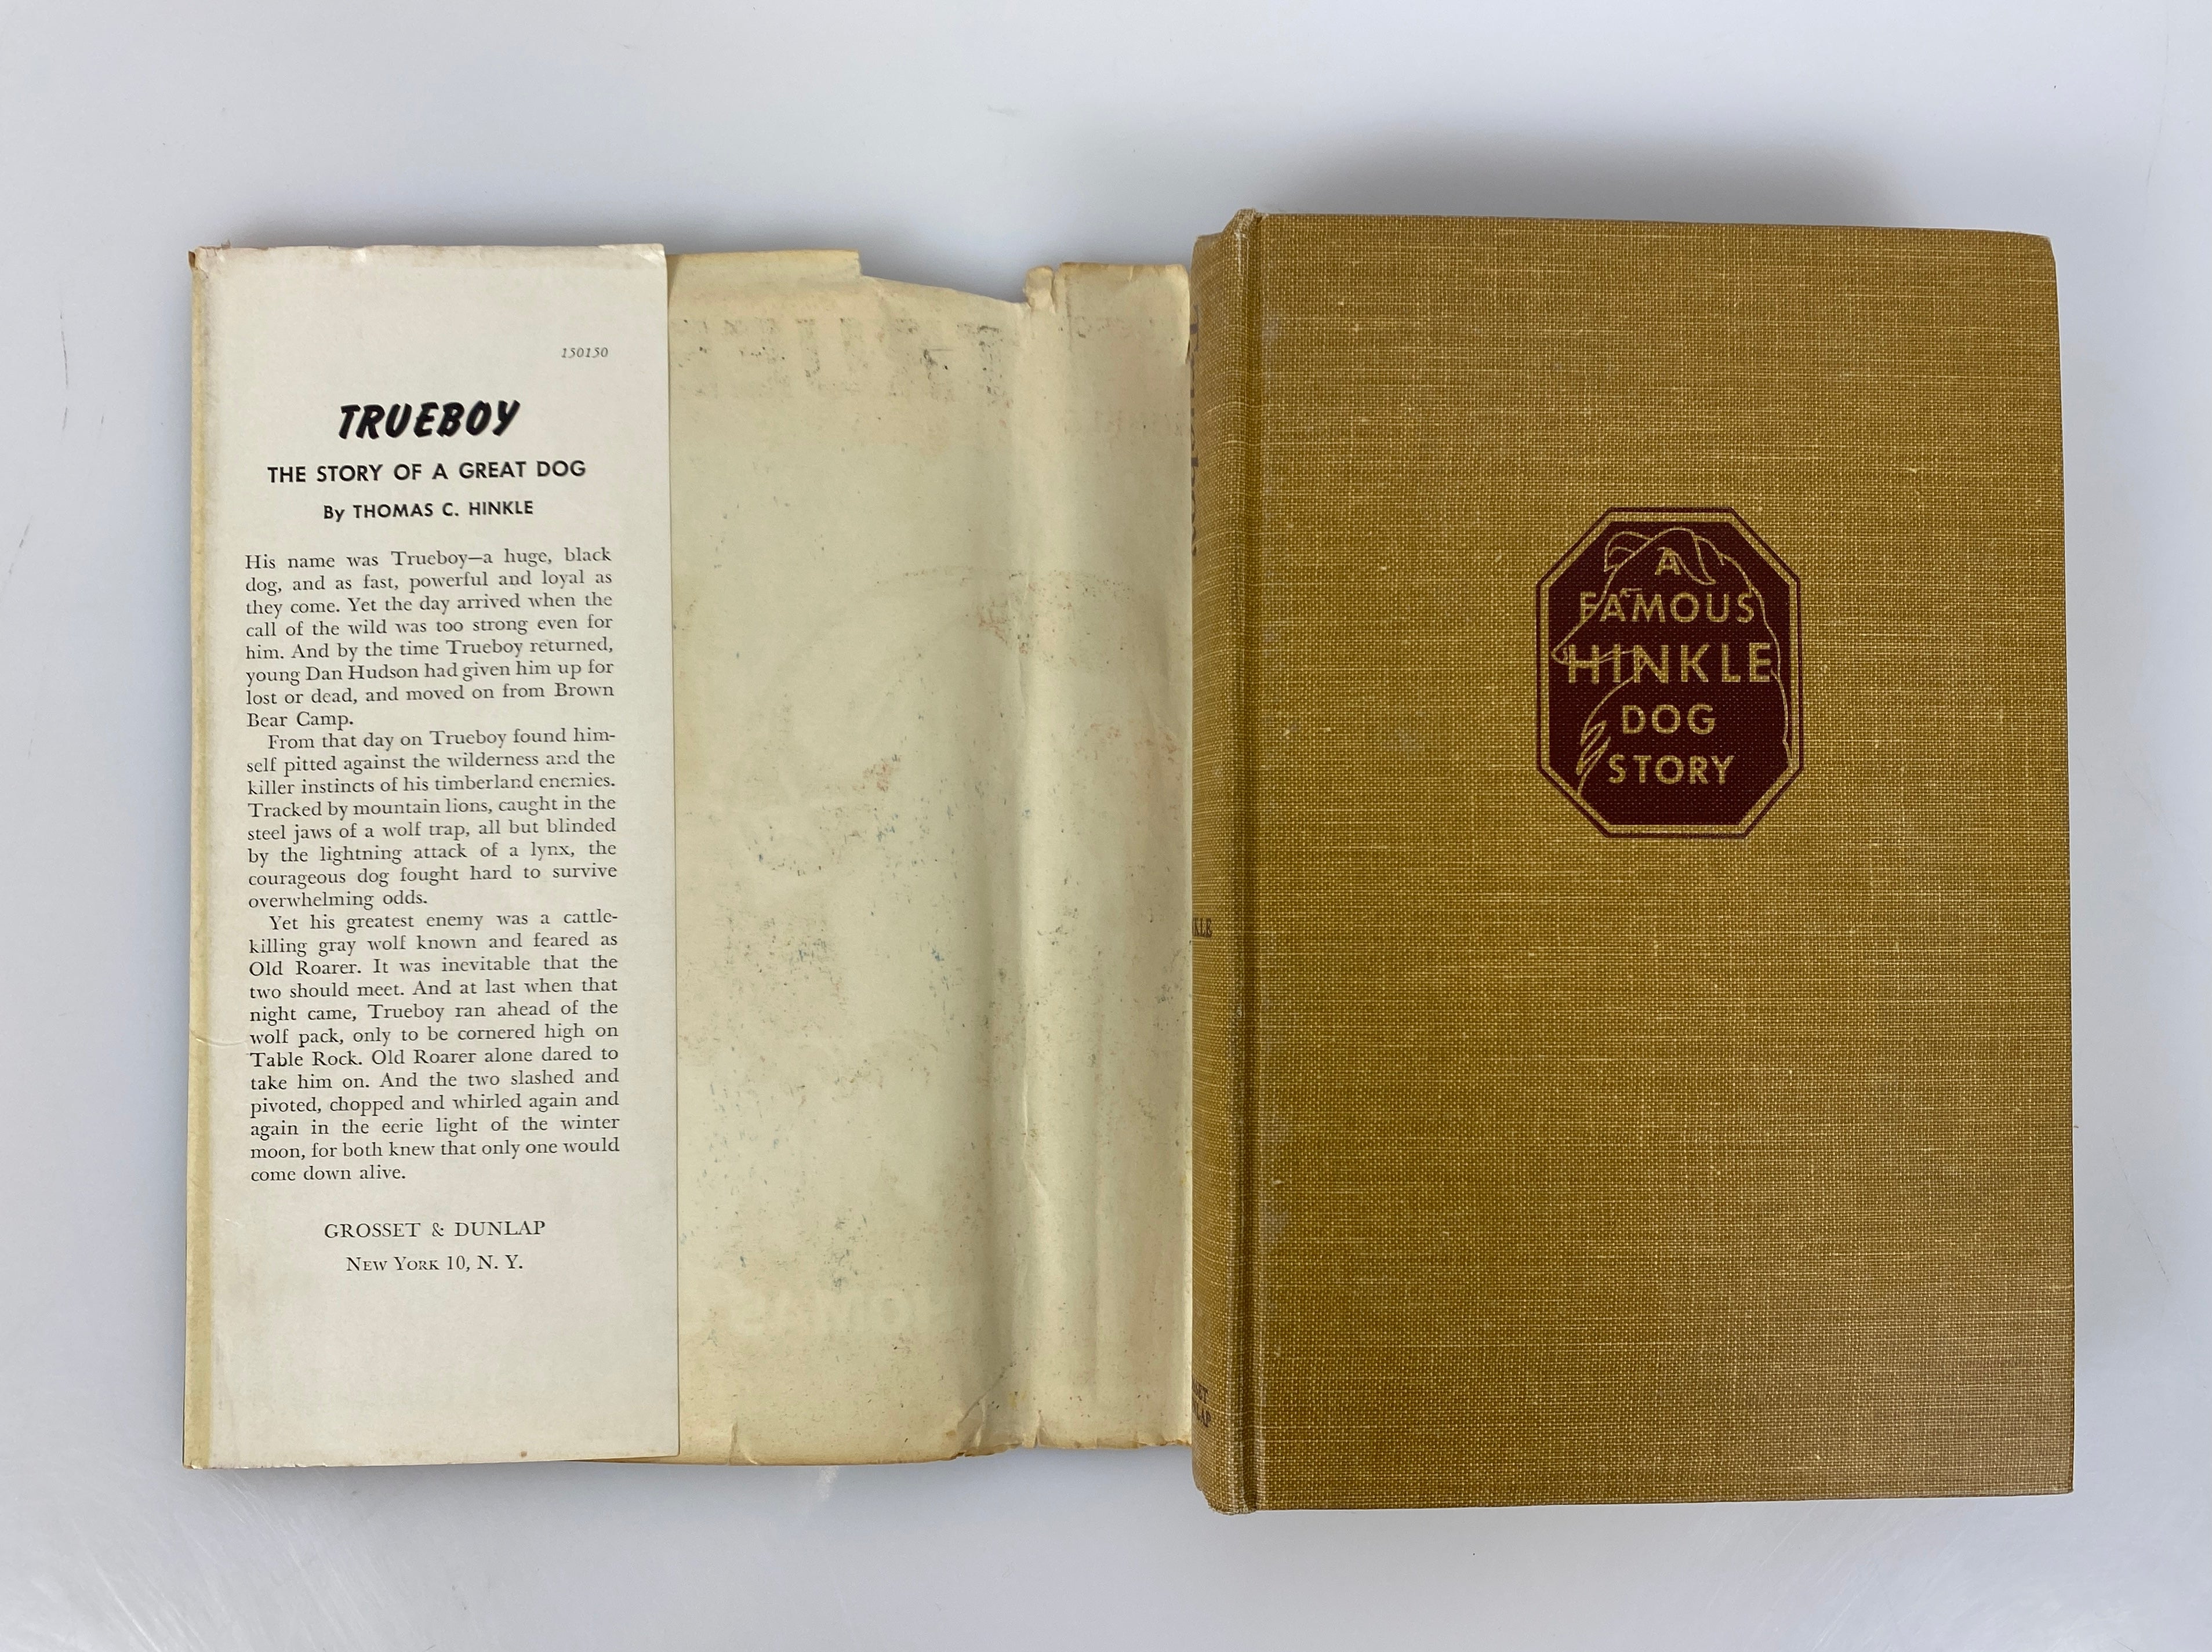 150150
TRUEBOY
THE STORY OF A GREAT DOG
By THOMAS C. HINKLE
His name was Trueboy—a huge, black
dog, and as fast, powerful and loyal as
they come. Yet the day arrived when the
call of the wild was too strong even for
him. And by the time Trueboy returned,
young Dan Hudson had given him up for
lost or dead, and moved on from Brown
Bear Camp.
From that day on Trueboy found him-
self pitted against the wilderness and the
killer instincts of his timberland enemies.
Tracked by mountain lions, caught in the
steel jaws of a wolf trap, all but blinded
by the lightning attack of a lynx, the
courageous dog fought hard to survive
overwhelming odds.
Yet his greatest enemy was a cattle-
killing gray wolf known and feared as
Old Roarer. It was inevitable that the
two should meet. And at last when that
night came, Trueboy ran ahead of the
wolf pack, only to be cornered high on
Table Rock. Old Roarer alone dared to
take him on. And the two slashed and
pivoted, chopped and whirled again and
again in the eerie light of the winter
moon, for both knew that only one would
come down alive.
GROSSET & DUNLAP
NEW YORK 10, N. Y.
A
FAMOUS
HINKLE
DOG
STORY